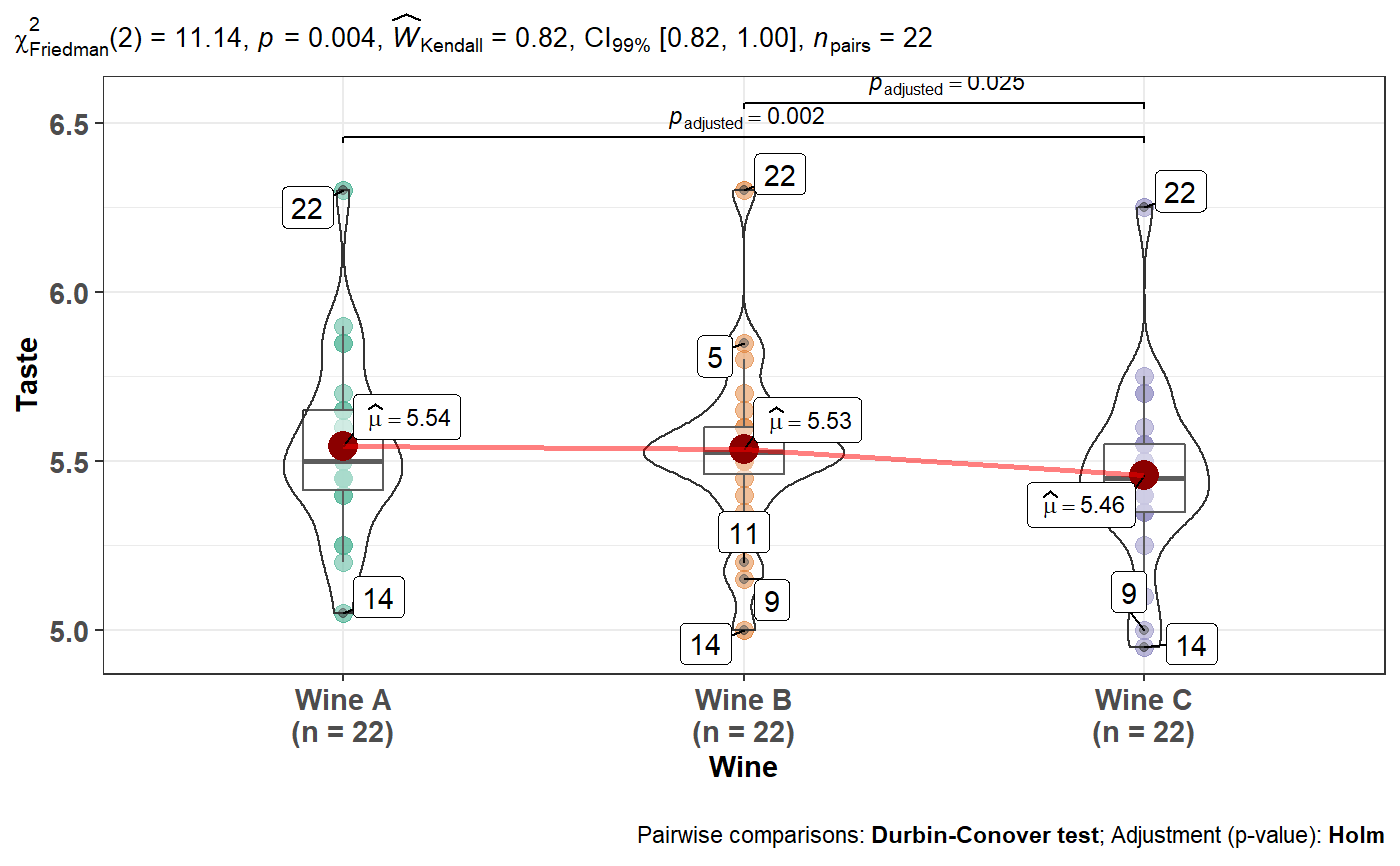 χ²Friedman(2) = 11.14, p = 0.004, ŴKendall = 0.82, CI99% [0.82, 1.00], npairs = 22
padjusted = 0.025
padjusted = 0.002
6.5
6.0
5.5
5.0
Taste
22
22
22
5
μ̂ = 5.54
μ̂ = 5.53
μ̂ = 5.46
11
14
9
9
14
14
Wine A
(n = 22)
Wine B
(n = 22)
Wine C
(n = 22)
Wine
Pairwise comparisons: Durbin-Conover test; Adjustment (p-value): Holm